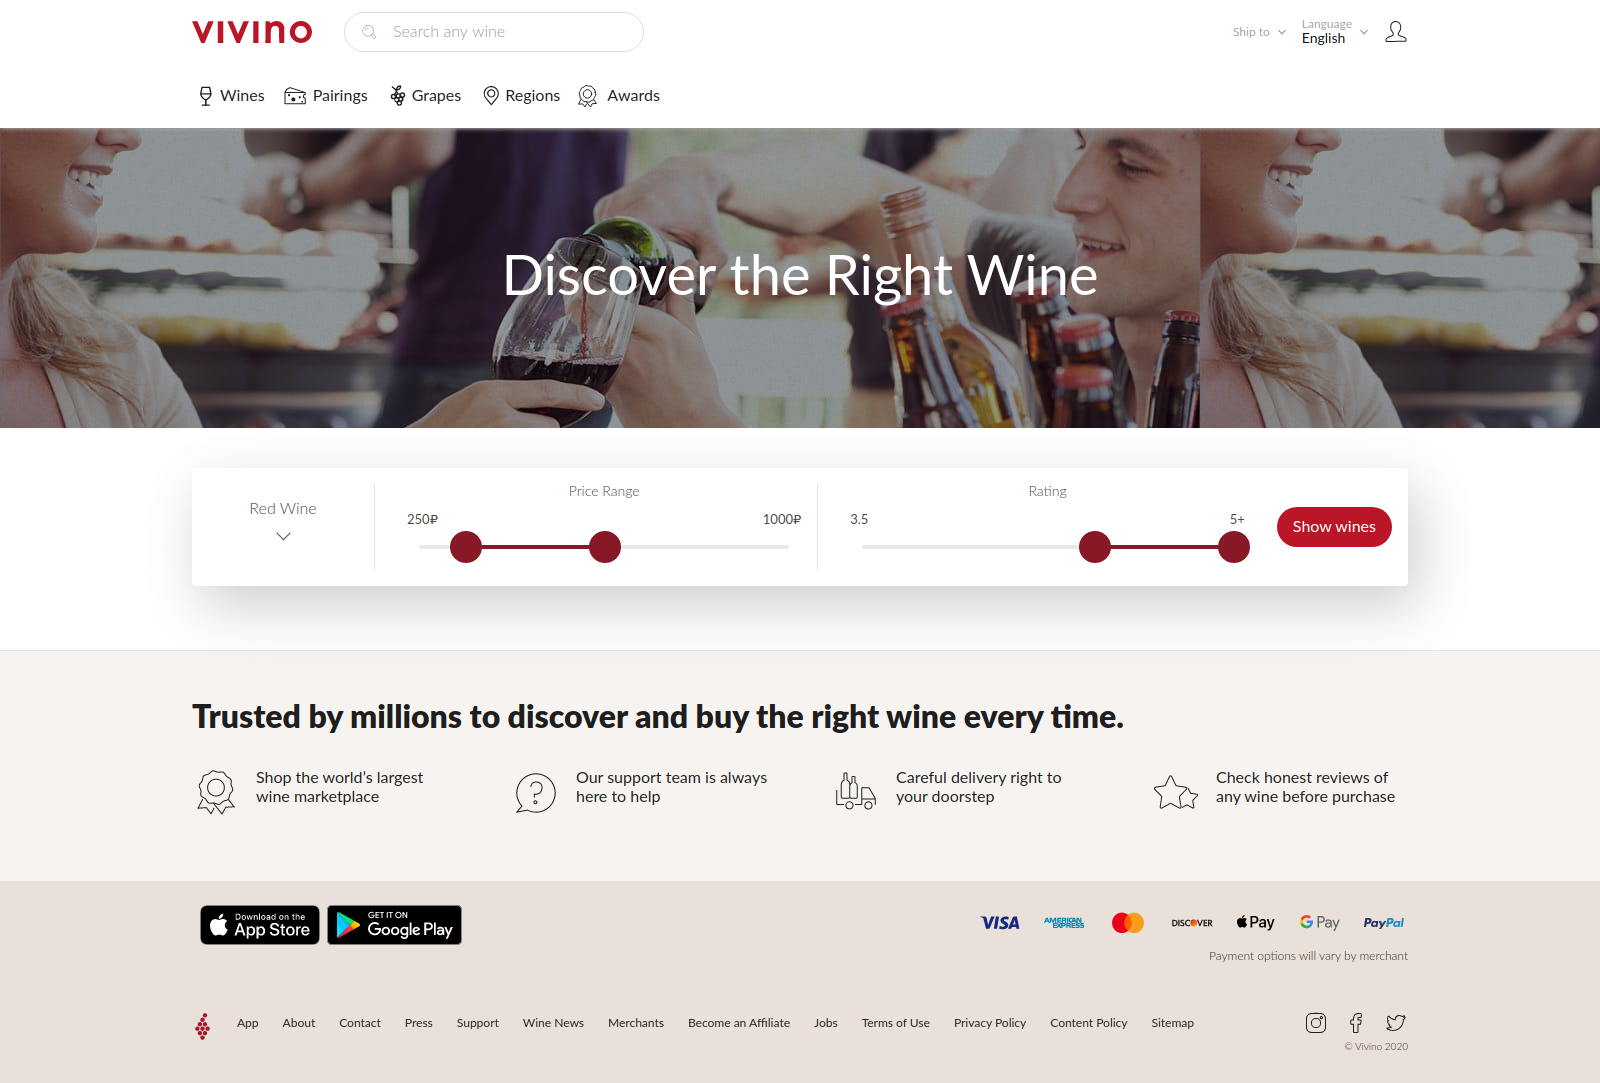 VIVINO
Search any wine
Ship to
Language
English
Wines
Pairings
Grapes
Regions
Awards
Discover the Right Wine
Red Wine
Price Range
250₽
1000₽
Rating
3.5
5+
Show wines
Trusted by millions to discover and buy the right wine every time.
Shop the world’s largest
wine marketplace
Our support team is always
here to help
Careful delivery right to
your doorstep
Check honest reviews of
any wine before purchase
Download on the
App Store
GET IT ON
Google Play
VISA
AMERICAN
EXPRESS
DISCOVER
Pay
G Pay
PayPal
Payment options will vary by merchant
App
About
Contact
Press
Support
Wine News
Merchants
Become an Affiliate
Jobs
Terms of Use
Privacy Policy
Content Policy
Sitemap
© Vivino 2020